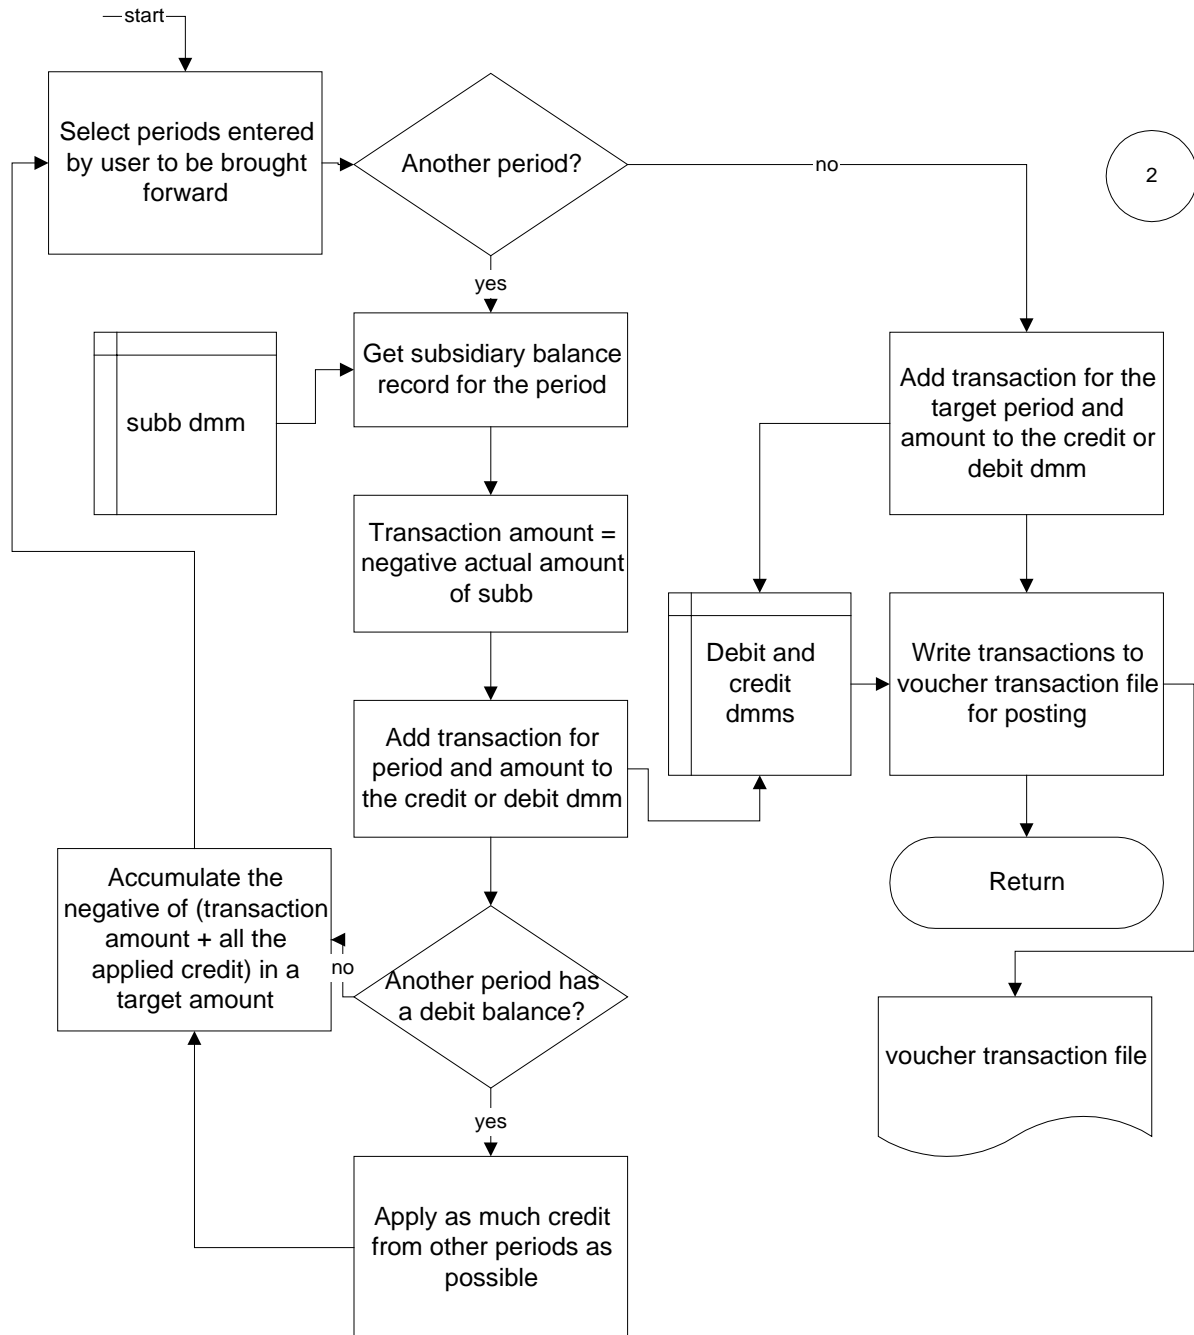 start
Select periods entered
by user to be brought
forward
Another period?
no
2
yes
Get subsidiary balance
record for the period
subb dmm
Add transaction for the
target period and
amount to the credit or
debit dmm
Transaction amount =
negative actual amount
of subb
Debit and
credit
dmms
Write transactions to
voucher transaction file
for posting
Add transaction for
period and amount to
the credit or debit dmm
Return
Accumulate the
negative of (transaction
amount + all the
applied credit) in a
target amount
no
Another period has
a debit balance?
voucher transaction file
yes
Apply as much credit
from other periods as
possible